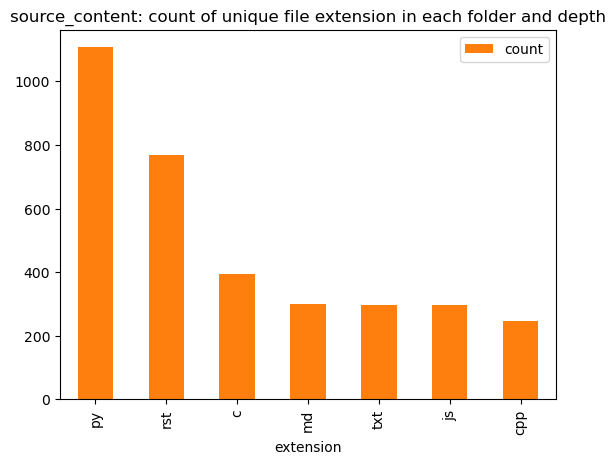 source_content: count of unique file extension in each folder and depth
count
1000
800
600
400
200
0
py
rst
c
md
txt
js
cpp
extension